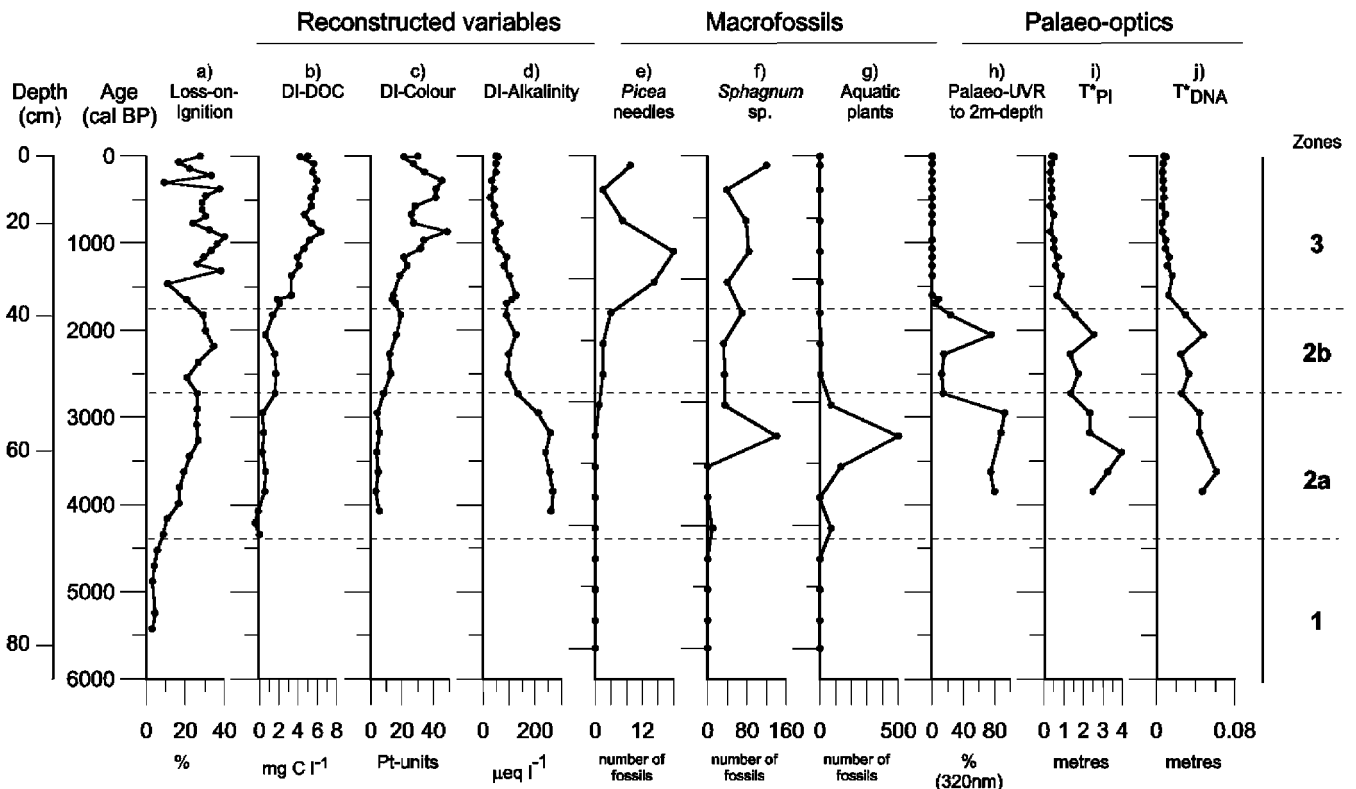 Reconstructed variables
Macrofossils
Palaeo-optics
Depth
(cm)
Age
(cal BP)
a)
Loss-on-
Ignition
b)
DI-DOC
c)
DI-Colour
d)
DI-Alkalinity
e)
Picea
needles
f)
Sphagnum
sp.
g)
Aquatic
plants
h)
Palaeo-UVR
to 2m-depth
i)
T*PI
j)
T*DNA
Zones
0
20
40
60
80
0
1000
2000
3000
4000
5000
6000
3
2b
2a
1
0 20 40
0 2 4 6 8
0 20 40
0 200
0 12
0 80 160
0 500
0 40 80
0 1 2 3 4
0 0.08
%
mg C l-1
Pt-units
µeq l-1
number of
fossils
number of
fossils
number of
fossils
%
(320nm)
metres
metres